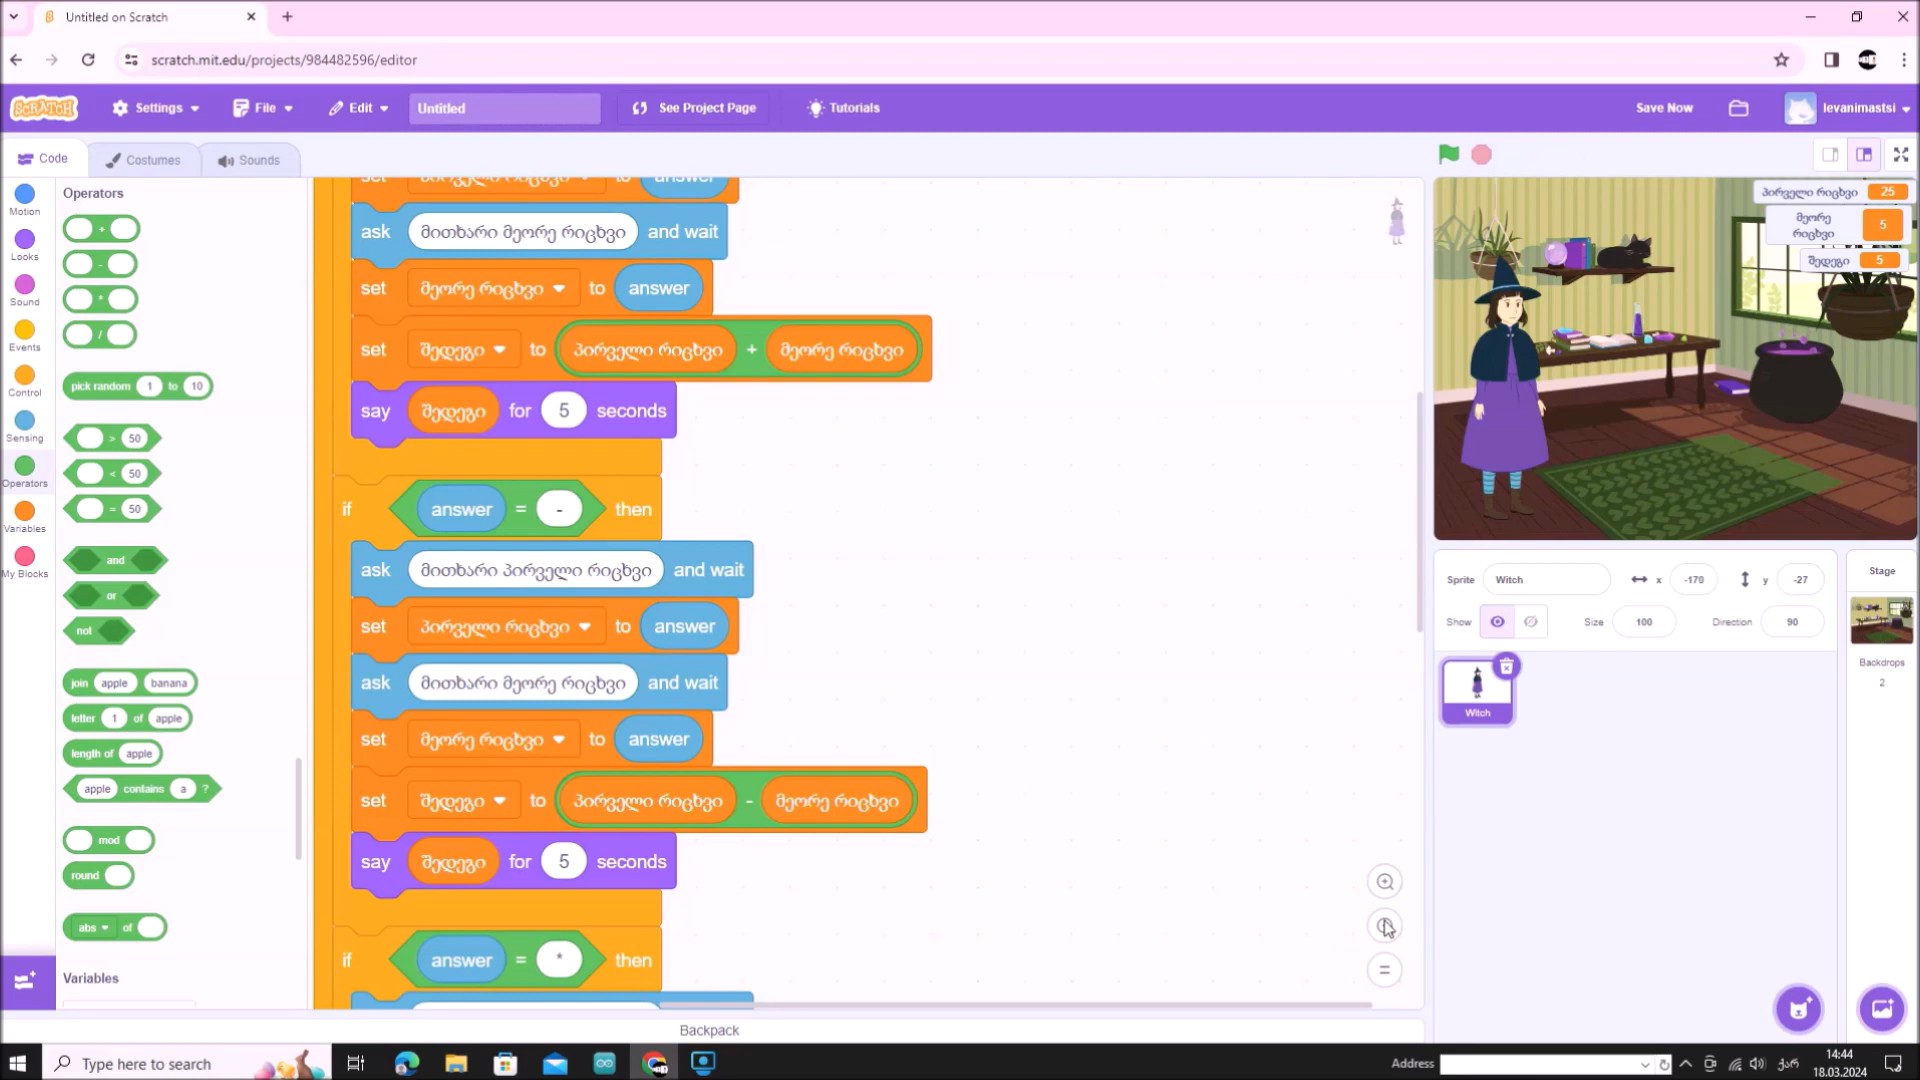 Untitled on Scratch
scratch.mit.edu/projects/984482596/editor
SCRATCH
Settings
File
Edit
Untitled
See Project Page
Tutorials
Save Now
levanimastsi
Code
Costumes
Sounds
Motion
Looks
Sound
Events
Control
Sensing
Operators
Variables
My Blocks
Operators
+
-
*
/
pick random 1 to 10
> 50
< 50
= 50
and
or
not
join apple banana
letter 1 of apple
length of apple
apple contains a ?
mod
round
abs of
Variables
set პირველი რიცხვი to answer
ask მითხარი მეორე რიცხვი and wait
set მეორე რიცხვი to answer
set შედეგი to პირველი რიცხვი + მეორე რიცხვი
say შედეგი for 5 seconds
if answer = - then
ask მითხარი პირველი რიცხვი and wait
set პირველი რიცხვი to answer
ask მითხარი მეორე რიცხვი and wait
set მეორე რიცხვი to answer
set შედეგი to პირველი რიცხვი - მეორე რიცხვი
say შედეგი for 5 seconds
if answer = * then
Backpack
პირველი რიცხვი 25
მეორე
რიცხვი 5
შედეგი 5
Sprite Witch x -170 y -27
Show Size 100 Direction 90
Witch
Stage
Backdrops
2
Type here to search
Address
ქარ
14:44
18.03.2024